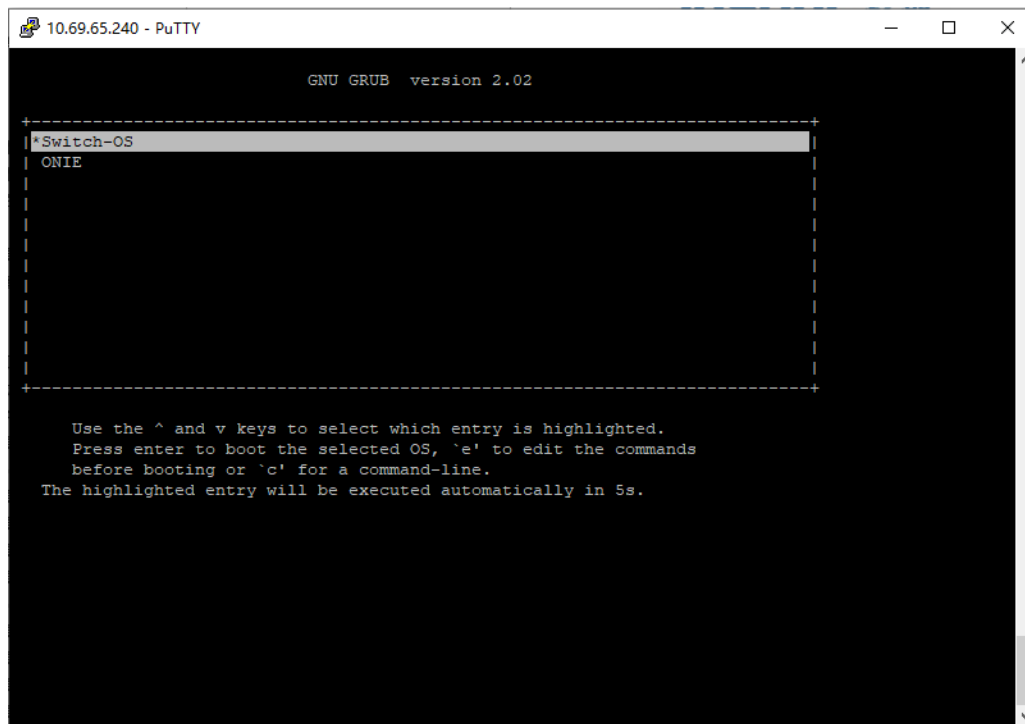 10.69.65.240 - PuTTY
GNU GRUB  version 2.02
*Switch-OS
ONIE
Use the ^ and v keys to select which entry is highlighted.
Press enter to boot the selected OS, `e' to edit the commands
before booting or `c' for a command-line.
The highlighted entry will be executed automatically in 5s.